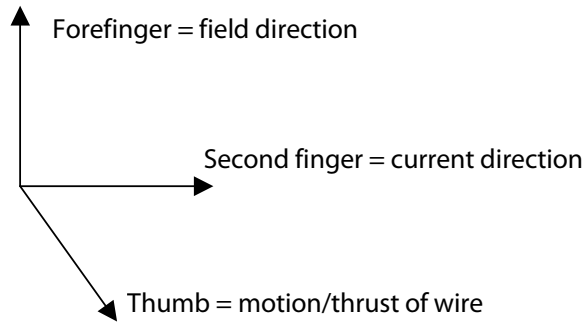 Forefinger = field direction
Second finger = current direction
Thumb = motion/thrust of wire